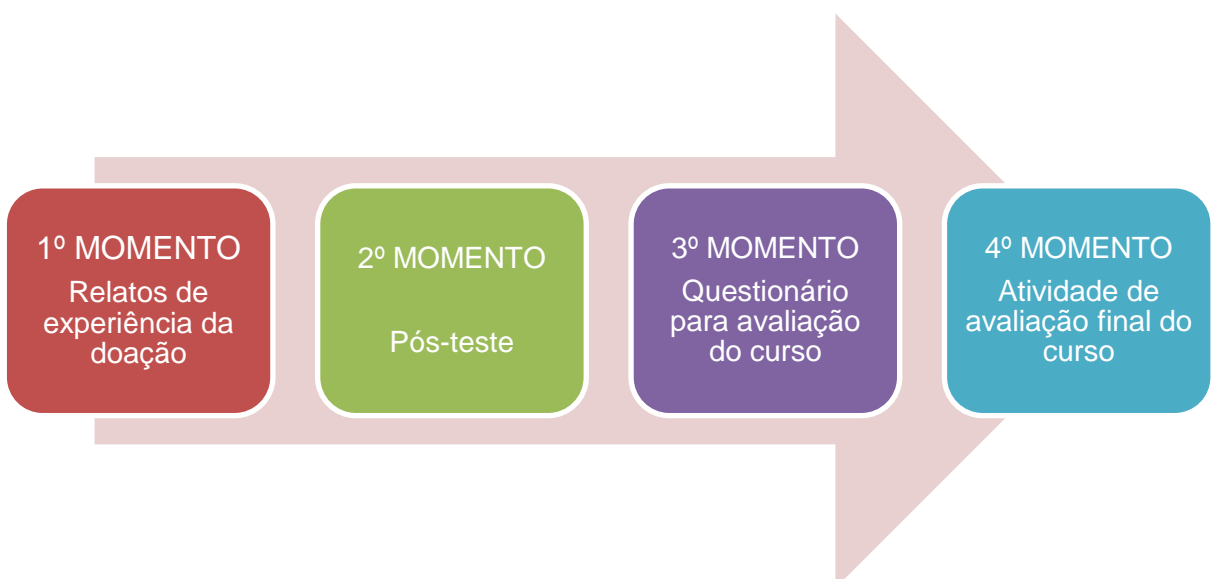 1º MOMENTO
Relatos de
experiência da
doação
2º MOMENTO
Pós-teste
3º MOMENTO
Questionário
para avaliação
do curso
4º MOMENTO
Atividade de
avaliação final do
curso